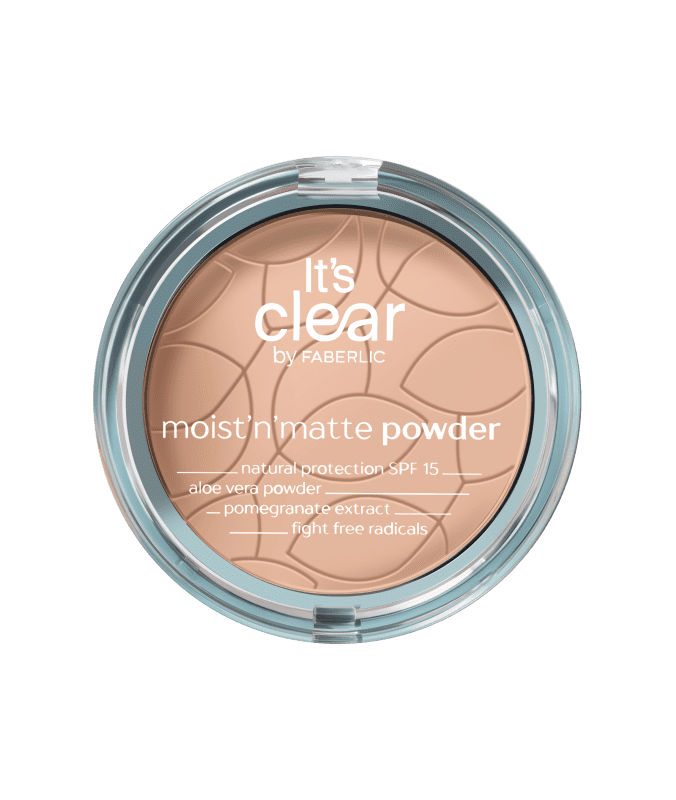 It's
clear
by FABERLIC
moist'n'matte powder
natural protection SPF 15
aloe vera powder
pomegranate extract
fight free radicals